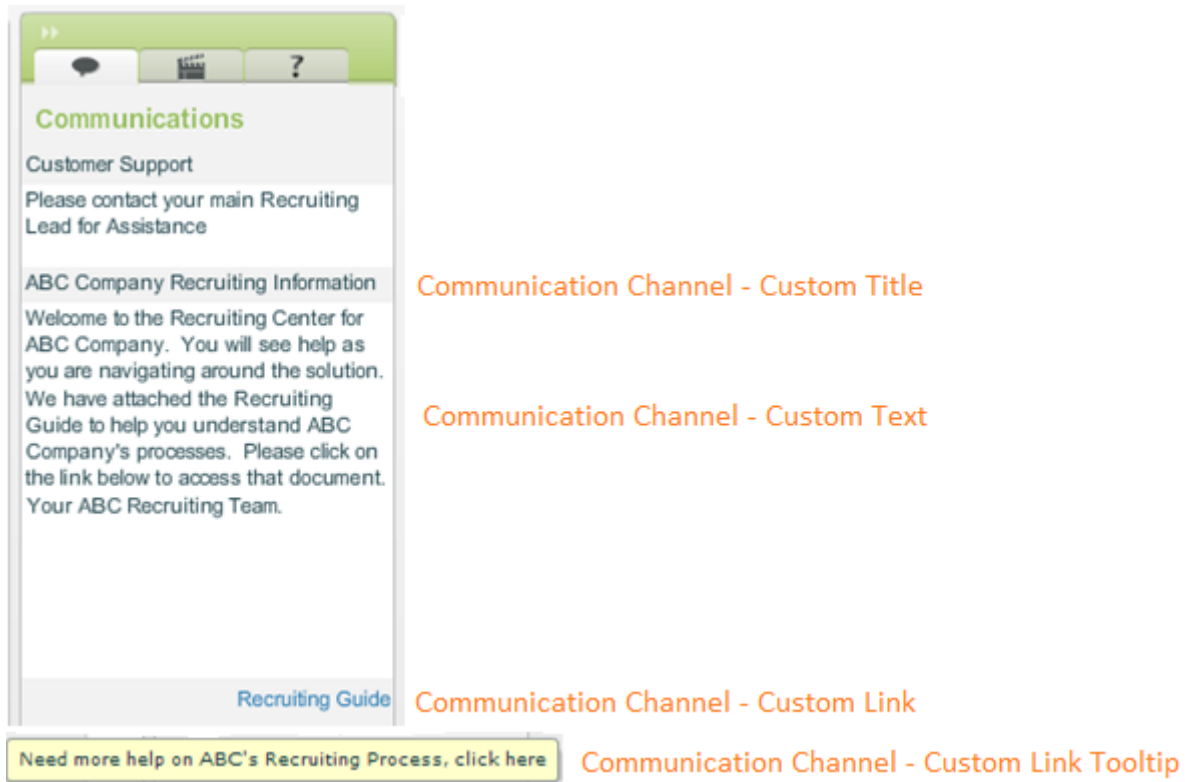 ?
Communications
Customer Support
Please contact your main Recruiting
Lead for Assistance
ABC Company Recruiting Information
Communication Channel - Custom Title
Welcome to the Recruiting Center for
ABC Company.  You will see help as
you are navigating around the solution.
We have attached the Recruiting
Guide to help you understand ABC
Company's processes.  Please click on
the link below to access that document.
Your ABC Recruiting Team.
Communication Channel - Custom Text
Recruiting Guide
Communication Channel - Custom Link
Need more help on ABC's Recruiting Process, click here
Communication Channel - Custom Link Tooltip